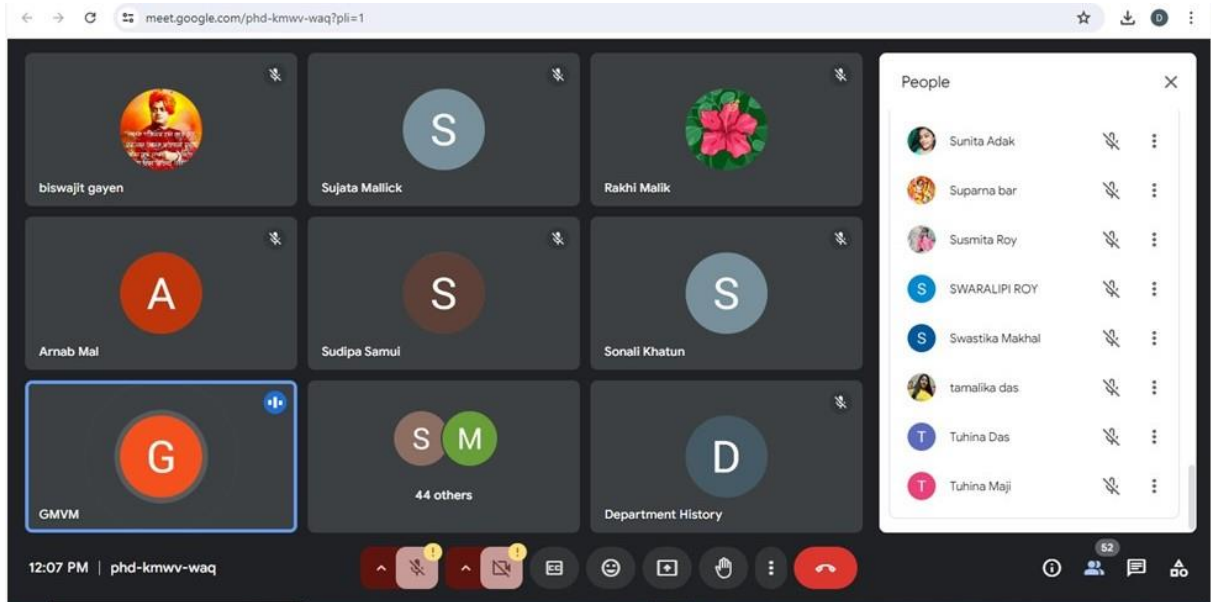 meet.google.com/phd-kmwv-waq?pli=1
D
biswajit gayen
S
Sujata Mallick
Rakhi Malik
A
Arnab Mal
S
Sudipa Samui
S
Sonali Khatun
G
GMVM
S M
44 others
D
Department History
People
Sunita Adak
Suparna bar
Susmita Roy
S SWARALIPI ROY
S Swastika Makhal
tamalika das
T Tuhina Das
T Tuhina Maji
12:07 PM | phd-kmwv-waq
!
!
CC
52